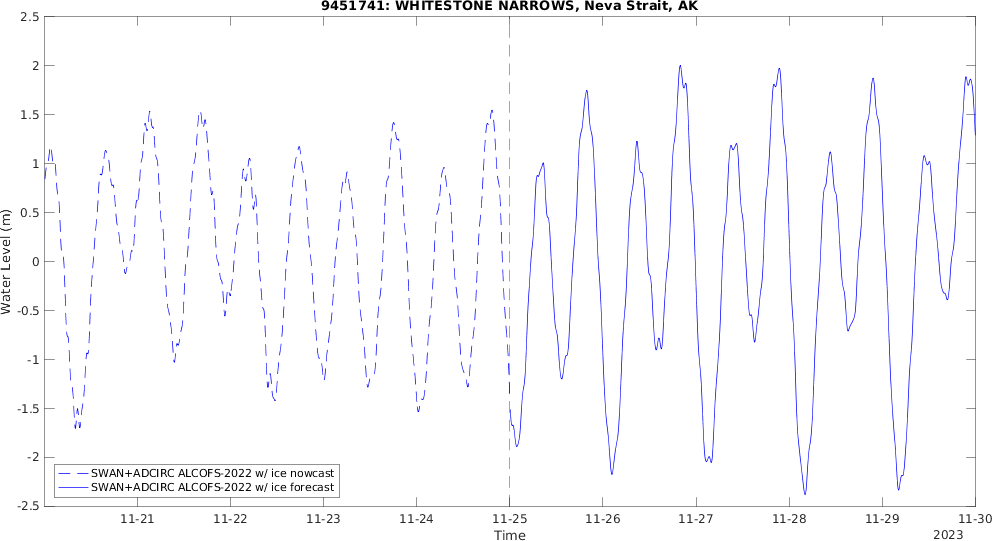 9451741: WHITESTONE NARROWS, Neva Strait, AK
2.5
2
1.5
1
0.5
0
-0.5
-1
-1.5
-2
-2.5
Water Level (m)
SWAN+ADCIRC ALCOFS-2022 w/ ice nowcast
SWAN+ADCIRC ALCOFS-2022 w/ ice forecast
11-21 11-22 11-23 11-24 11-25 11-26 11-27 11-28 11-29 11-30
Time
2023